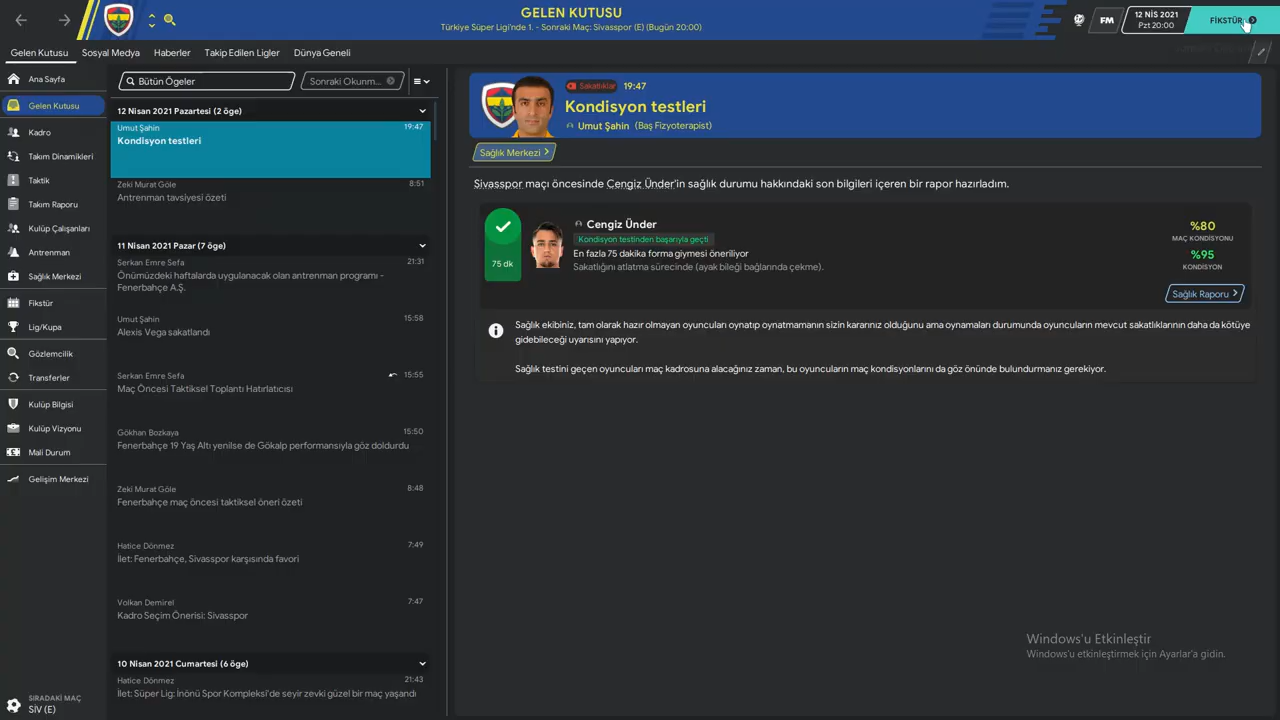 GELEN KUTUSU
Türkiye Süper Ligi'nde 1. - Sonraki Maç: Sivasspor (E) (Bugün 20:00)
FM
12 NİS 2021
Pzt 20:00
FİKSTÜR
Gelen Kutusu
Sosyal Medya
Haberler
Takip Edilen Ligler
Dünya Geneli
Ana Sayfa
Gelen Kutusu
Kadro
Takım Dinamikleri
Taktik
Takım Raporu
Kulüp Çalışanları
Antrenman
Sağlık Merkezi
Fikstür
Lig/Kupa
Gözlemcilik
Transferler
Kulüp Bilgisi
Kulüp Vizyonu
Mali Durum
Gelişim Merkezi
SIRADAKİ MAÇ
SİV (E)
Bütün Ögeler
Sonraki Okunm...
12 Nisan 2021 Pazartesi (2 öge)
Umut Şahin 19:47
Kondisyon testleri
Zeki Murat Göle 8:51
Antrenman tavsiyesi özeti
11 Nisan 2021 Pazar (7 öge)
Serkan Emre Sefa 21:31
Önümüzdeki haftalarda uygulanacak olan antrenman programı -
Fenerbahçe A.Ş.
Umut Şahin 15:58
Alexis Vega sakatlandı
Serkan Emre Sefa 15:55
Maç Öncesi Taktiksel Toplantı Hatırlatıcısı
Gökhan Bozkaya 15:50
Fenerbahçe 19 Yaş Altı yenilse de Gökalp performansıyla göz doldurdu
Zeki Murat Göle 8:48
Fenerbahçe maç öncesi taktiksel öneri özeti
Hatice Dönmez 7:49
İlet: Fenerbahçe, Sivasspor karşısında favori
Volkan Demirel 7:47
Kadro Seçim Önerisi: Sivasspor
10 Nisan 2021 Cumartesi (6 öge)
Hatice Dönmez 21:43
İlet: Süper Lig: İnönü Spor Kompleksi'de seyir zevki güzel bir maç yaşandı
Sakatlıklar 19:47
Kondisyon testleri
Umut Şahin (Baş Fizyoterapist)
Sağlık Merkezi
Sivasspor maçı öncesinde Cengiz Ünder'in sağlık durumu hakkındaki son bilgileri içeren bir rapor hazırladım.
75 dk
Cengiz Ünder
Kondisyon testinden başarıyla geçti
En fazla 75 dakika forma giymesi öneriliyor
Sakatlığını atlatma sürecinde (ayak bileği bağlarında çekme).
%80
MAÇ KONDİSYONU
%95
KONDİSYON
Sağlık Raporu
Sağlık ekibiniz, tam olarak hazır olmayan oyuncuları oynatıp oynatmamanın sizin kararınız olduğunu ama oynamaları durumunda oyuncuların mevcut sakatlıklarının daha da kötüye
gidebileceği uyarısını yapıyor.
Sağlık testini geçen oyuncuları maç kadrosuna alacağınız zaman, bu oyuncuların maç kondisyonlarını da göz önünde bulundurmanız gerekiyor.
Windows'u Etkinleştir
Windows'u etkinleştirmek için Ayarlar'a gidin.